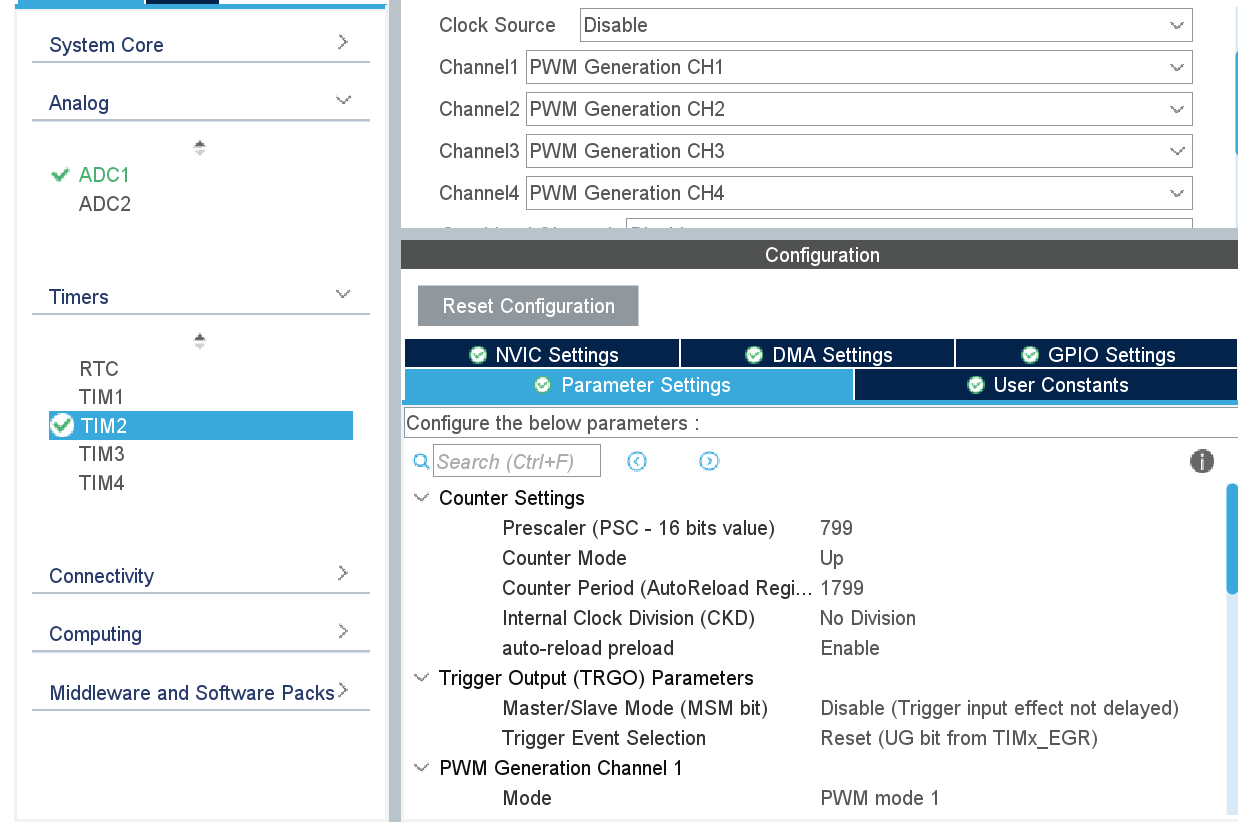 System Core
Analog
ADC1
ADC2
Timers
RTC
TIM1
TIM2
TIM3
TIM4
Connectivity
Computing
Middleware and Software Packs
Clock Source Disable
Channel1 PWM Generation CH1
Channel2 PWM Generation CH2
Channel3 PWM Generation CH3
Channel4 PWM Generation CH4
Configuration
Reset Configuration
NVIC Settings DMA Settings GPIO Settings
Parameter Settings User Constants
Configure the below parameters :
Search (Ctrl+F)
Counter Settings
Prescaler (PSC - 16 bits value) 799
Counter Mode Up
Counter Period (AutoReload Regi... 1799
Internal Clock Division (CKD) No Division
auto-reload preload Enable
Trigger Output (TRGO) Parameters
Master/Slave Mode (MSM bit) Disable (Trigger input effect not delayed)
Trigger Event Selection Reset (UG bit from TIMx_EGR)
PWM Generation Channel 1
Mode PWM mode 1